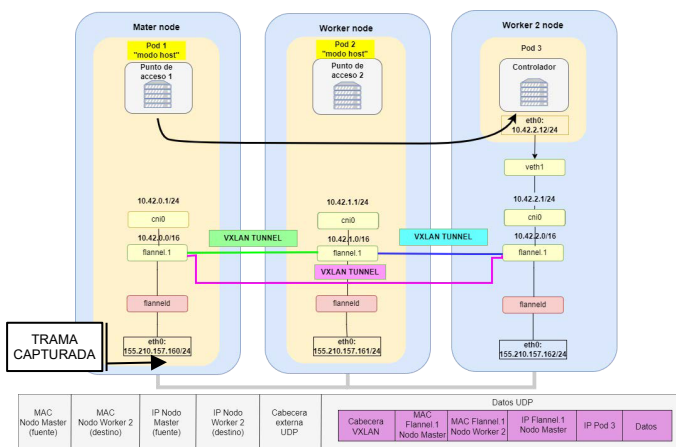 Mater node
Worker node
Worker 2 node
Pod 1
"modo host"
Punto de
acceso 1
Pod 2
"modo host"
Punto de
acceso 2
Pod 3
Controlador
eth0:
10.42.2.12/24
veth1
10.42.0.1/24
cni0
10.42.0.0/16
flannel.1
10.42.1.1/24
cni0
10.42.1.0/16
flannel.1
10.42.2.1/24
cni0
10.42.2.0/16
flannel.1
VXLAN TUNNEL
VXLAN TUNNEL
VXLAN TUNNEL
flanneld
flanneld
flanneld
TRAMA
CAPTURADA
eth0:
155.210.157.160/24
eth0:
155.210.157.161/24
eth0:
155.210.157.162/24
MAC
Nodo Master
(fuente)
MAC
Nodo Worker 2
(destino)
IP Nodo
Master
(fuente)
IP Nodo
Worker 2
(destino)
Cabecera
externa
UDP
Datos UDP
Cabecera
VXLAN
MAC
Flannel.1
Nodo Master
MAC Flannel.1
Nodo Worker 2
IP Flannel.1
Nodo Master
IP Pod 3
Datos